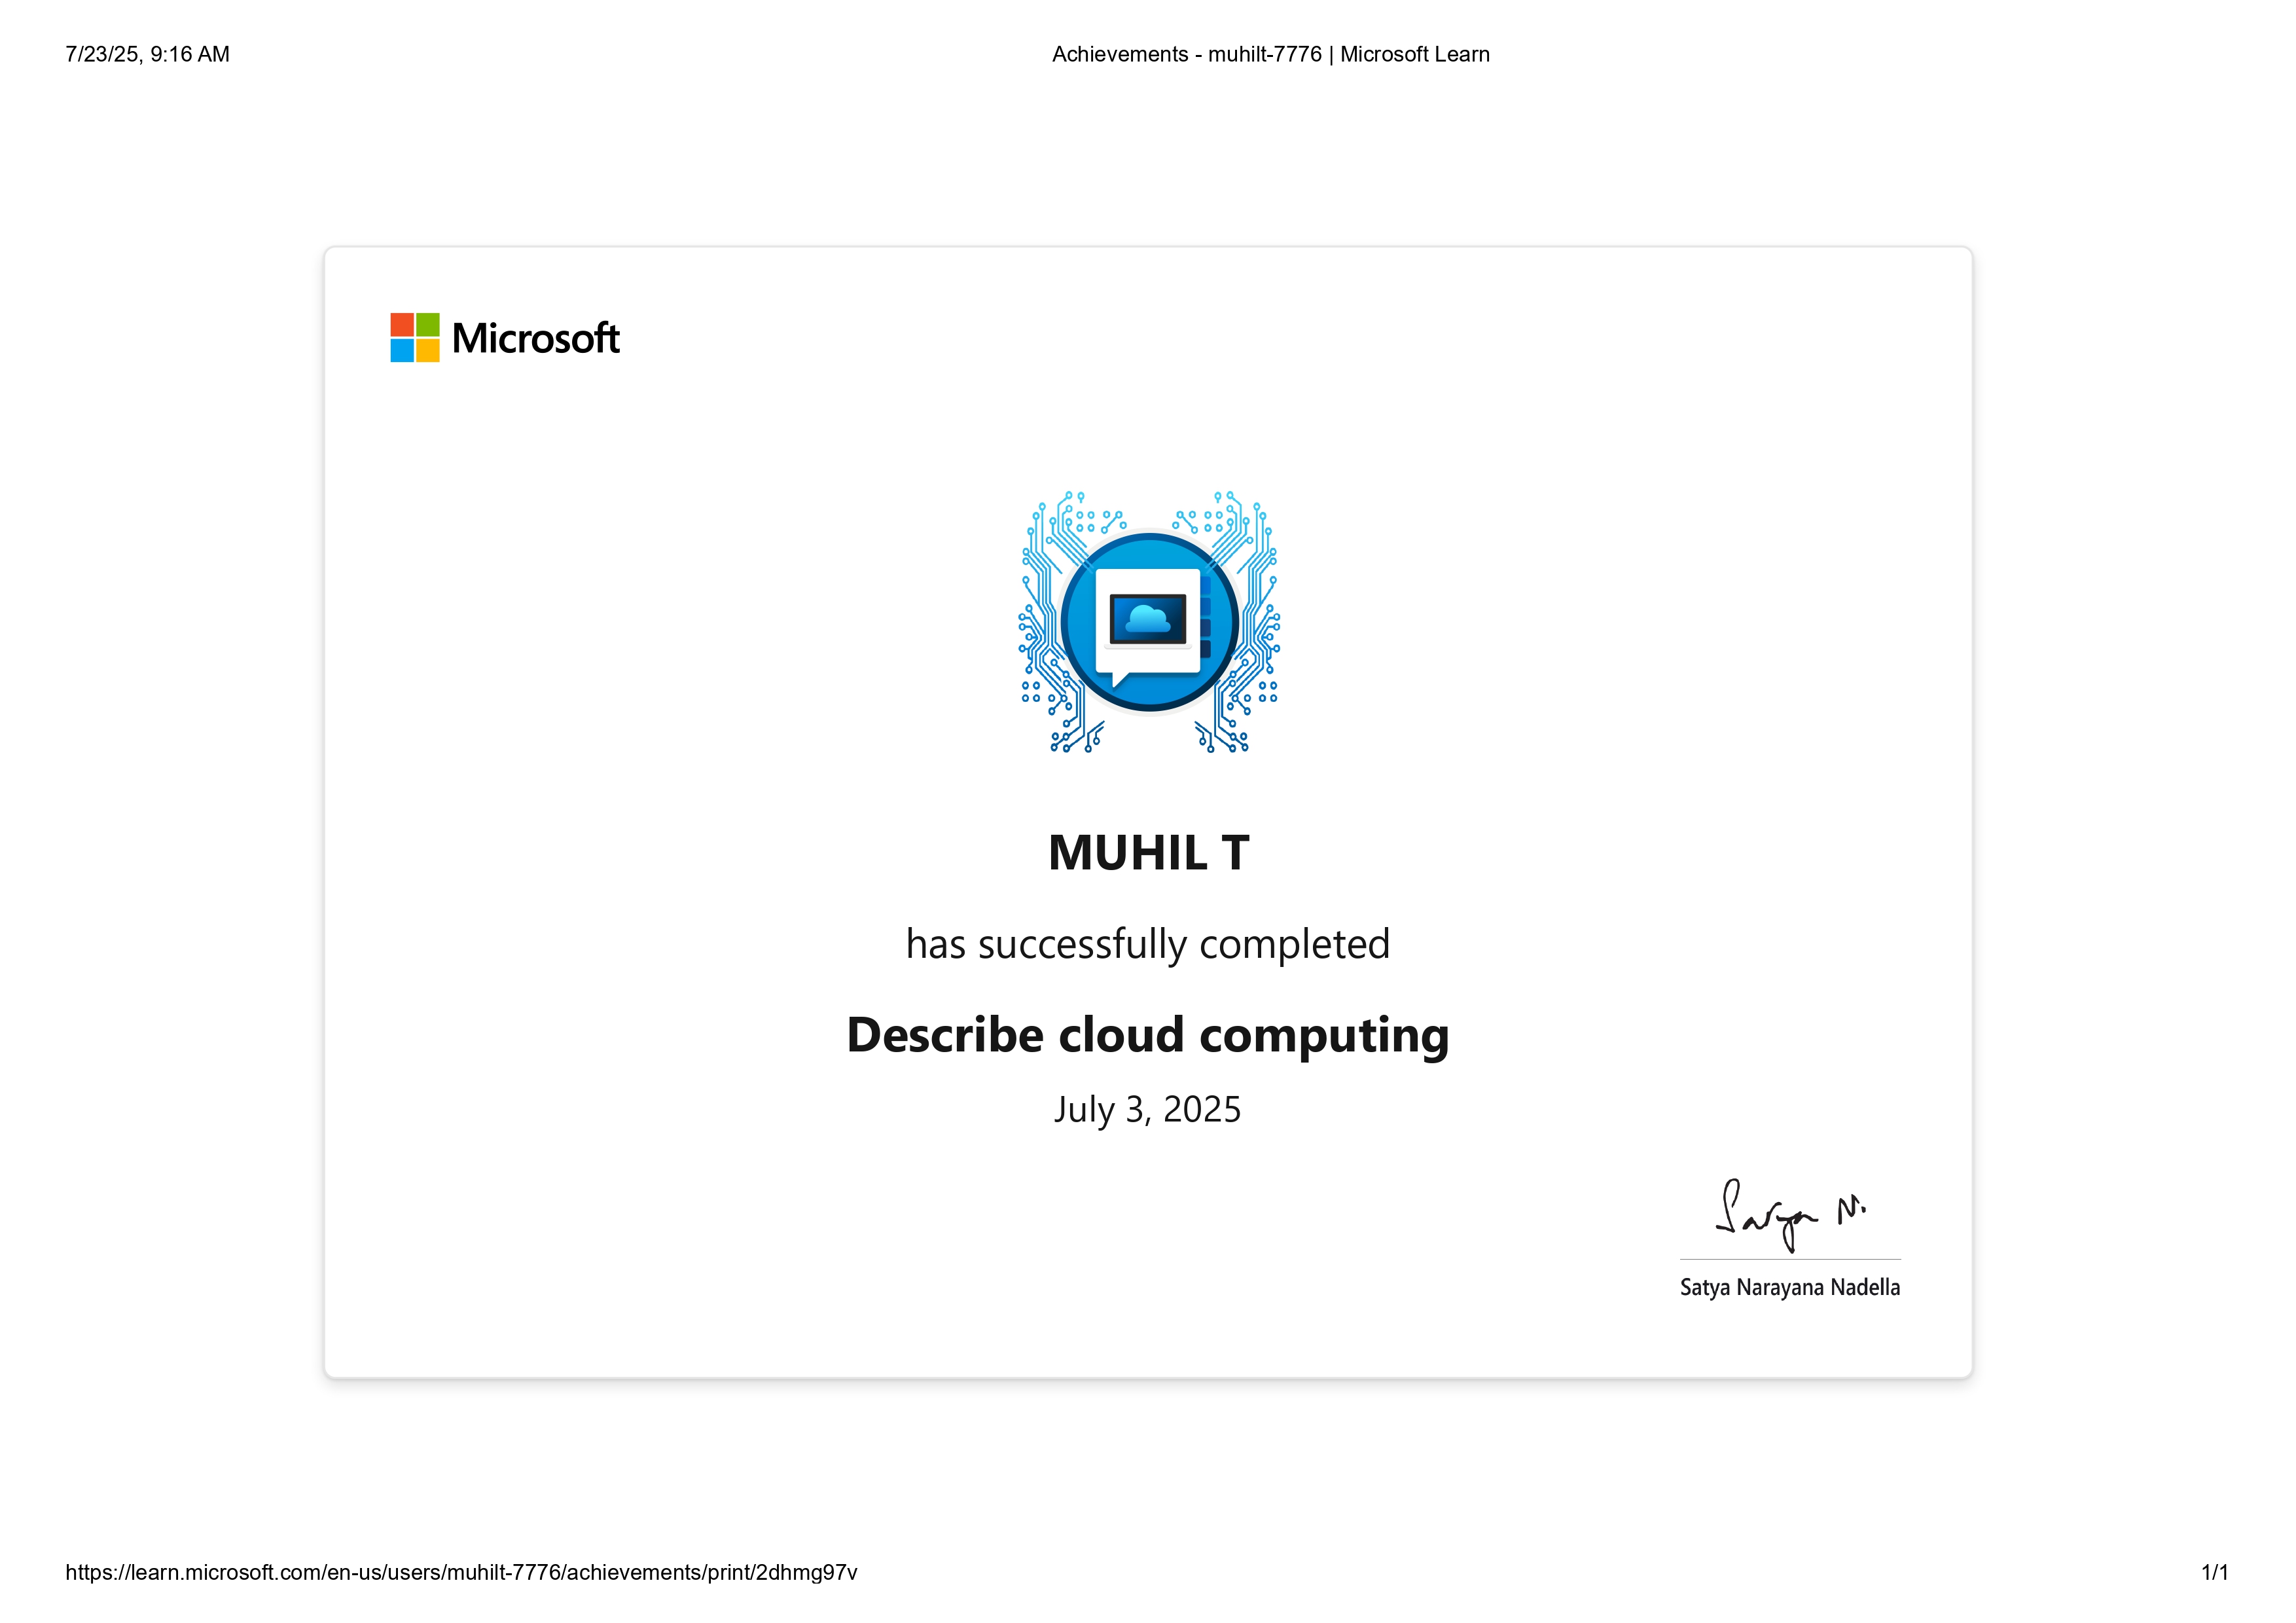 7/23/25, 9:16 AM
Achievements - muhilt-7776 | Microsoft Learn
Microsoft
MUHIL T
has successfully completed
Describe cloud computing
July 3, 2025
Satya N.
Satya Narayana Nadella
https://learn.microsoft.com/en-us/users/muhilt-7776/achievements/print/2dhmg97v
1/1